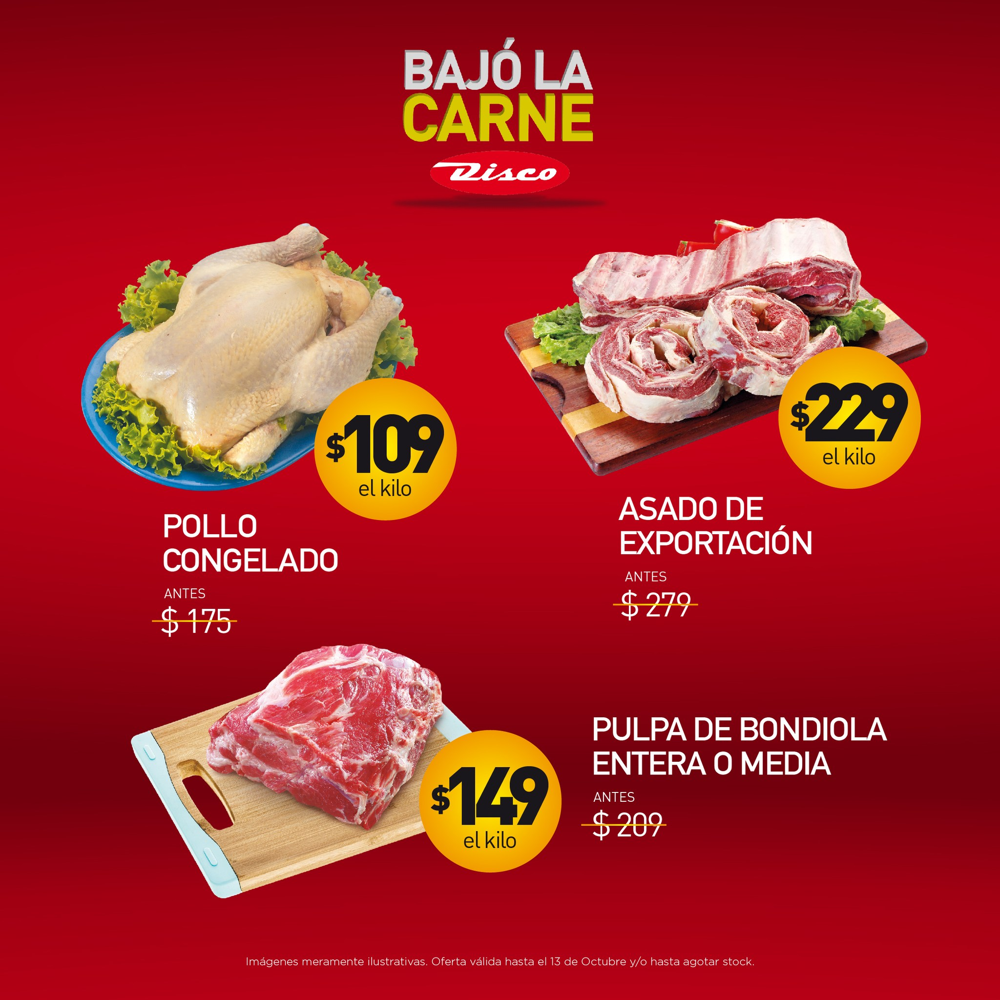 BAJÓ LA
CARNE
Disco
$109
el kilo
POLLO
CONGELADO
ANTES
$ 175
$229
el kilo
ASADO DE
EXPORTACIÓN
ANTES
$ 279
$149
el kilo
PULPA DE BONDIOLA
ENTERA O MEDIA
ANTES
$ 209
Imágenes meramente ilustrativas. Oferta válida hasta el 13 de Octubre y/o hasta agotar stock.